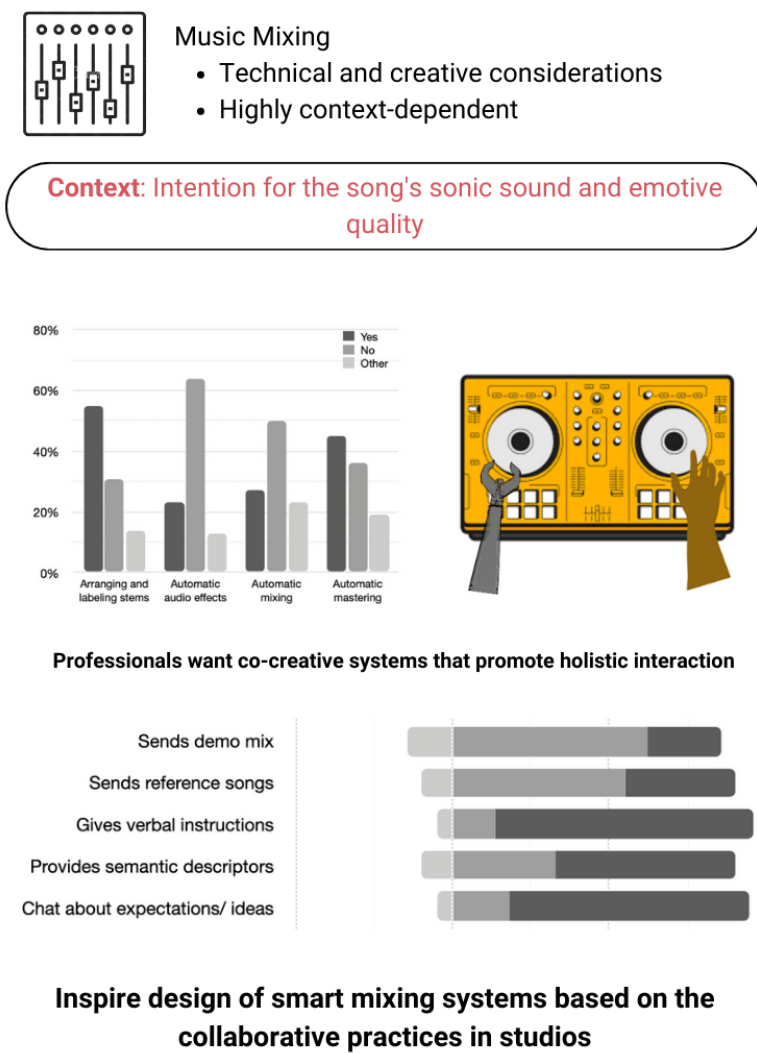 Music Mixing
• Technical and creative considerations
• Highly context-dependent
Context: Intention for the song's sonic sound and emotive
quality
80%
60%
40%
20%
0%
Yes
No
Other
Arranging and
labeling stems
Automatic
audio effects
Automatic
mixing
Automatic
mastering
Professionals want co-creative systems that promote holistic interaction
Sends demo mix
Sends reference songs
Gives verbal instructions
Provides semantic descriptors
Chat about expectations/ ideas
Inspire design of smart mixing systems based on the
collaborative practices in studios